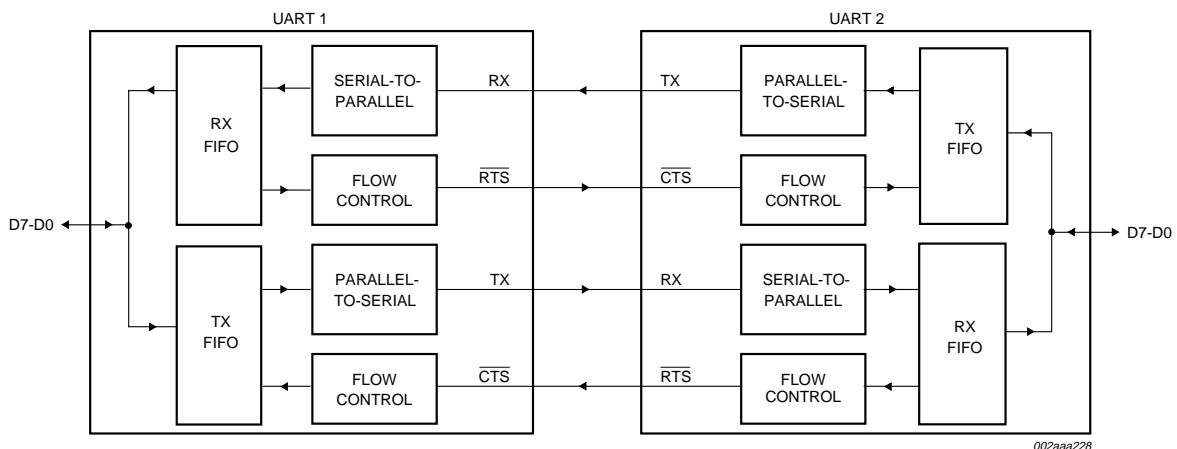 UART 1
UART 2
SERIAL-TO-
PARALLEL
RX
TX
PARALLEL-
TO-SERIAL
RX
FIFO
TX
FIFO
FLOW
CONTROL
RTS
CTS
FLOW
CONTROL
D7-D0
D7-D0
PARALLEL-
TO-SERIAL
TX
RX
SERIAL-TO-
PARALLEL
TX
FIFO
RX
FIFO
FLOW
CONTROL
CTS
RTS
FLOW
CONTROL
002aaa228